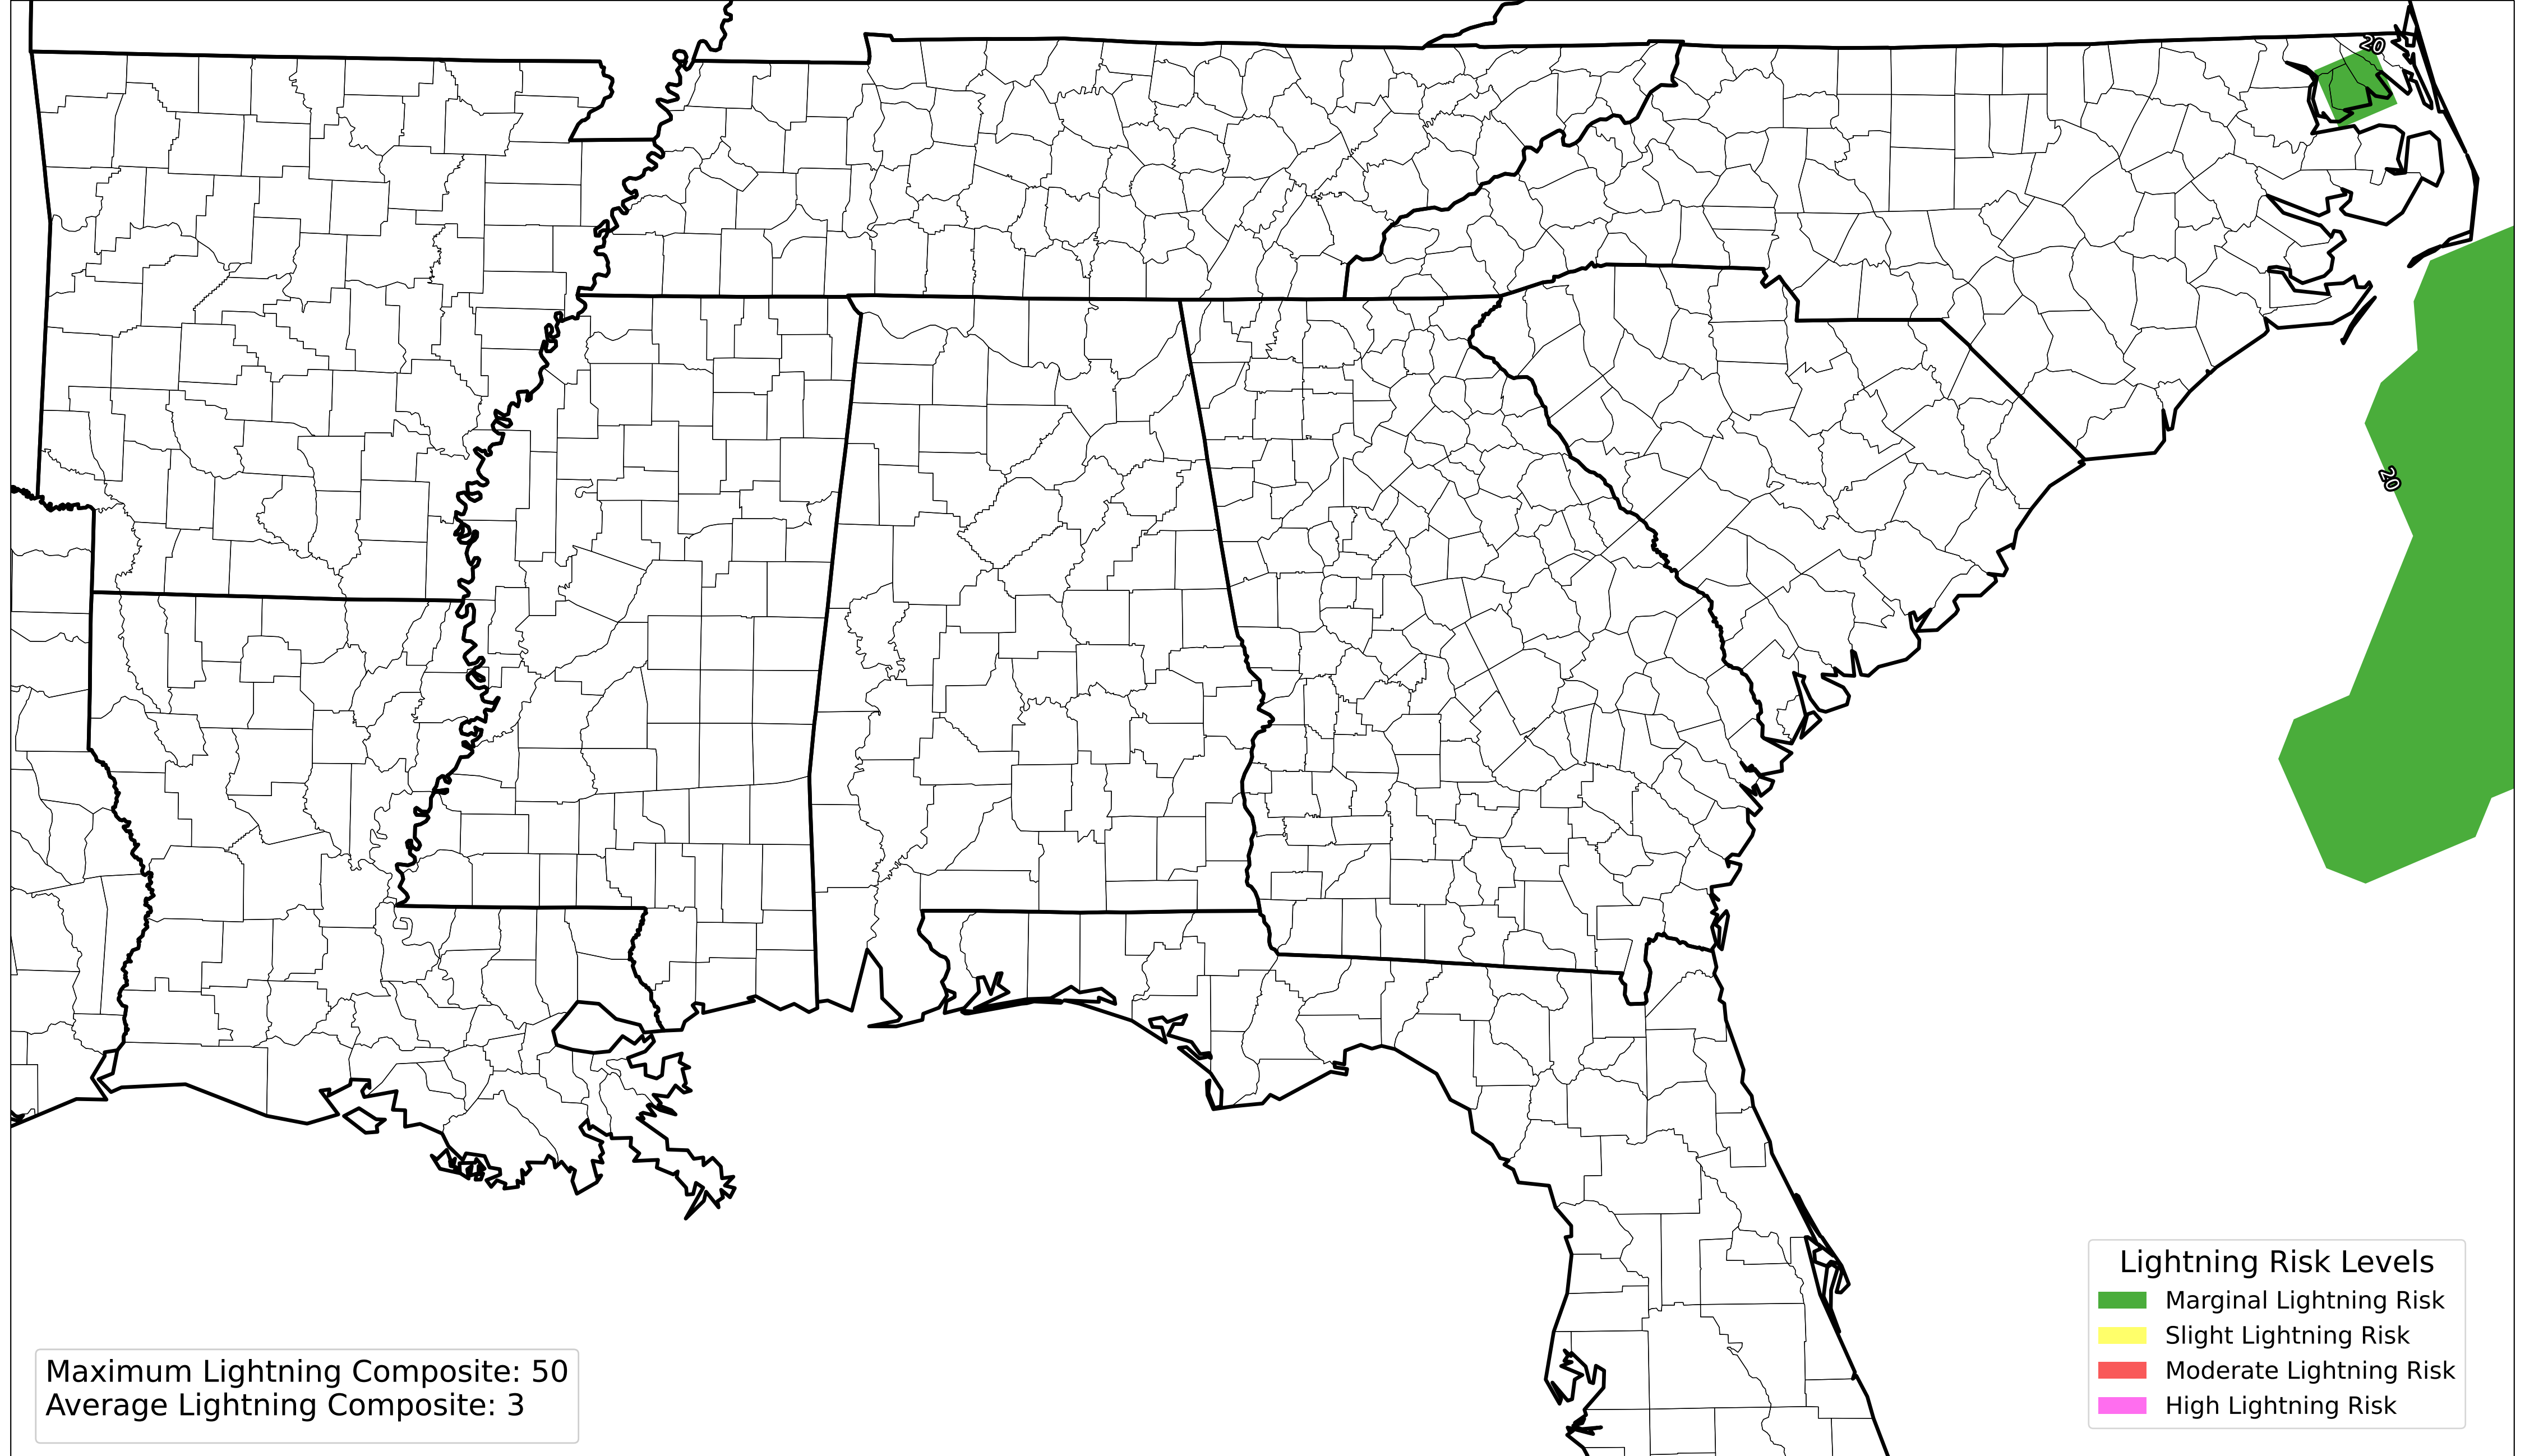 20
20
Lightning Risk Levels
Marginal Lightning Risk
Slight Lightning Risk
Moderate Lightning Risk
High Lightning Risk
Maximum Lightning Composite: 50
Average Lightning Composite: 3